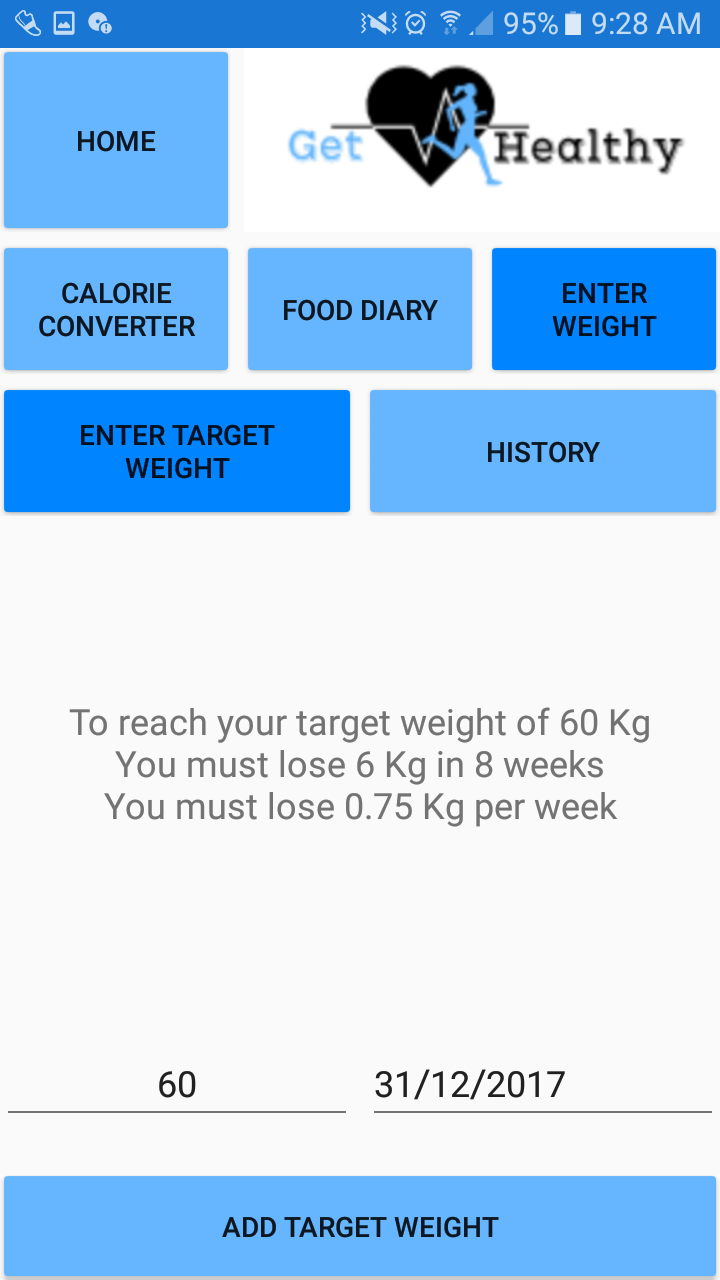 95% 9:28 AM
HOME
Get Healthy
CALORIE
CONVERTER
FOOD DIARY
ENTER
WEIGHT
ENTER TARGET
WEIGHT
HISTORY
To reach your target weight of 60 Kg
You must lose 6 Kg in 8 weeks
You must lose 0.75 Kg per week
60
31/12/2017
ADD TARGET WEIGHT